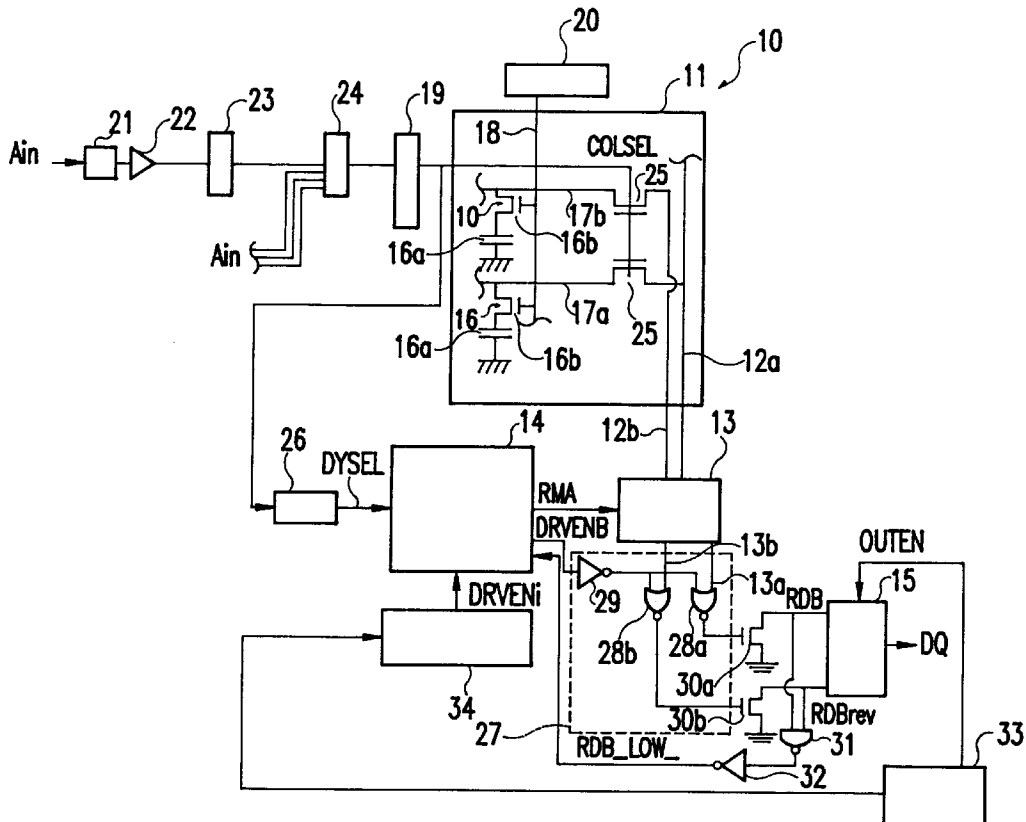 20
10
11
19
24
23
22
21
Ain
18
COLSEL
25
10
17b
16a
16b
Ain
16
17a
25
16a
16b
12a
14
12b
13
26
DYSEL
RMA
DRVENB
13b
OUTEN
13a
15
29
RDB
DRVENi
28b
28a
DQ
30a
34
30b
RDBrev
27
31
RDB_LOW_
33
32